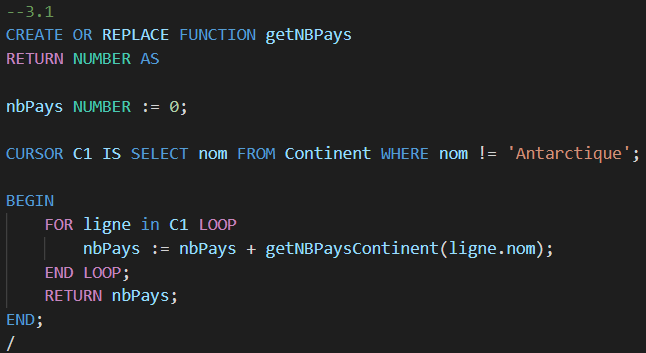 --3.1
CREATE OR REPLACE FUNCTION getNBPays
RETURN NUMBER AS
nbPays NUMBER := 0;
CURSOR C1 IS SELECT nom FROM Continent WHERE nom != 'Antarctique';
BEGIN
FOR ligne in C1 LOOP
nbPays := nbPays + getNBPaysContinent(ligne.nom);
END LOOP;
RETURN nbPays;
END;
/